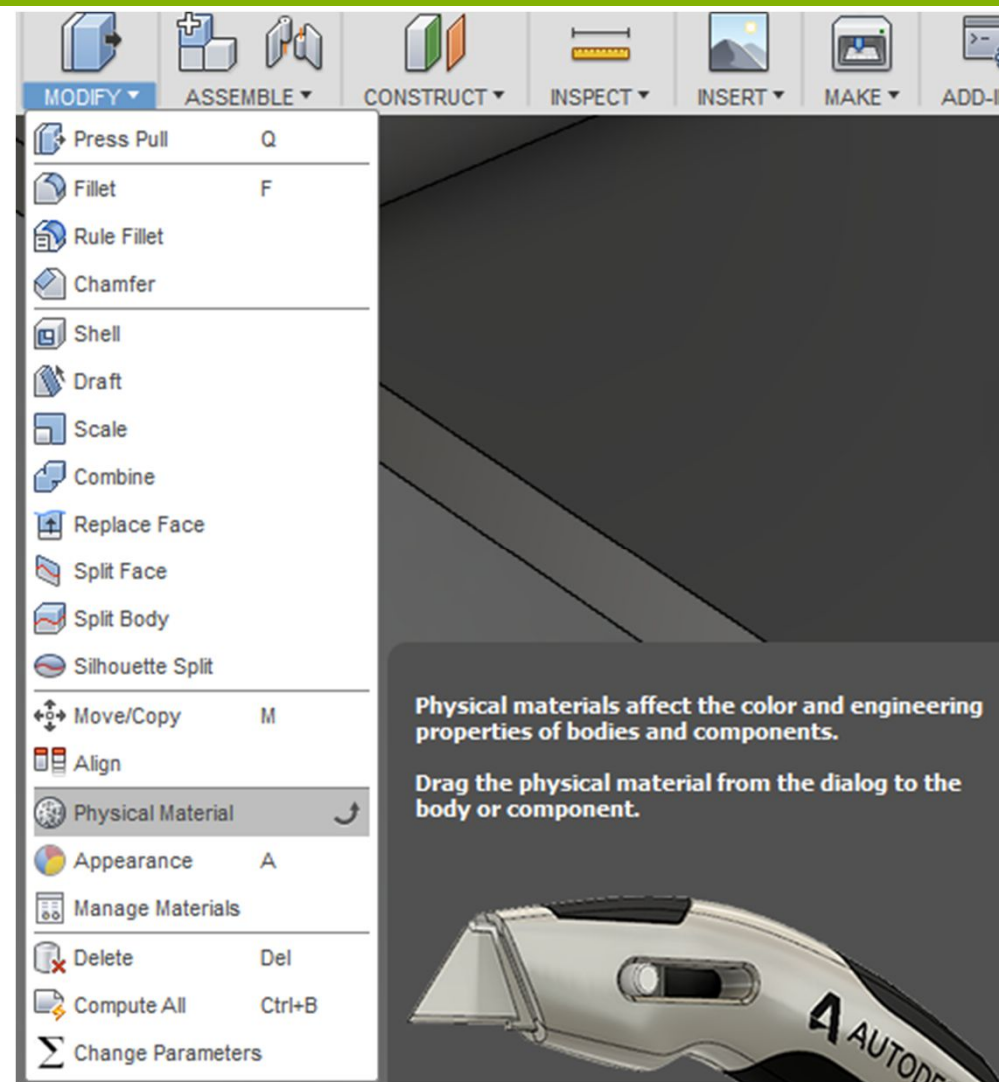 MODIFY ASSEMBLE CONSTRUCT INSPECT INSERT MAKE
Press Pull Q
Fillet F
Rule Fillet
Chamfer
Shell
Draft
Scale
Combine
Replace Face
Split Face
Split Body
Silhouette Split
Move/Copy M
Align
Physical Material
Appearance A
Manage Materials
Delete Del
Compute All Ctrl+B
Change Parameters
Physical materials affect the color and engineering
properties of bodies and components.
Drag the physical material from the dialog to the
body or component.